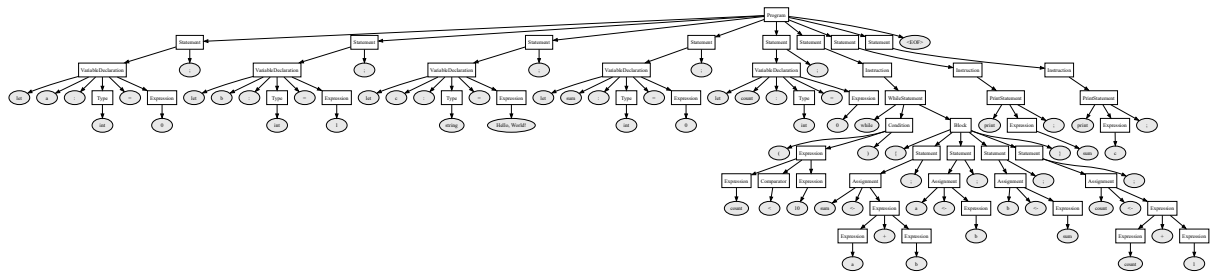 Program
Statement Statement Statement Statement Statement Statement Statement Statement <EOF>
VariableDeclaration ; VariableDeclaration ; VariableDeclaration ; VariableDeclaration ; VariableDeclaration ; Instruction Instruction Instruction
let a : Type = Expression let b : Type = Expression let c : Type = Expression let sum : Type = Expression let count : Type = Expression WhileStatement PrintStatement PrintStatement
int 0 int 1 string Hello, World! int 0 int 0 while Condition Block print Expression ; print Expression ;
( Expression ) { Statement Statement Statement Statement } sum c
Expression Comparator Expression Assignment ; Assignment ; Assignment ; Assignment ;
count < 10 sum <- Expression a <- Expression b <- Expression count <- Expression
Expression + Expression b sum Expression + Expression
a b count 1